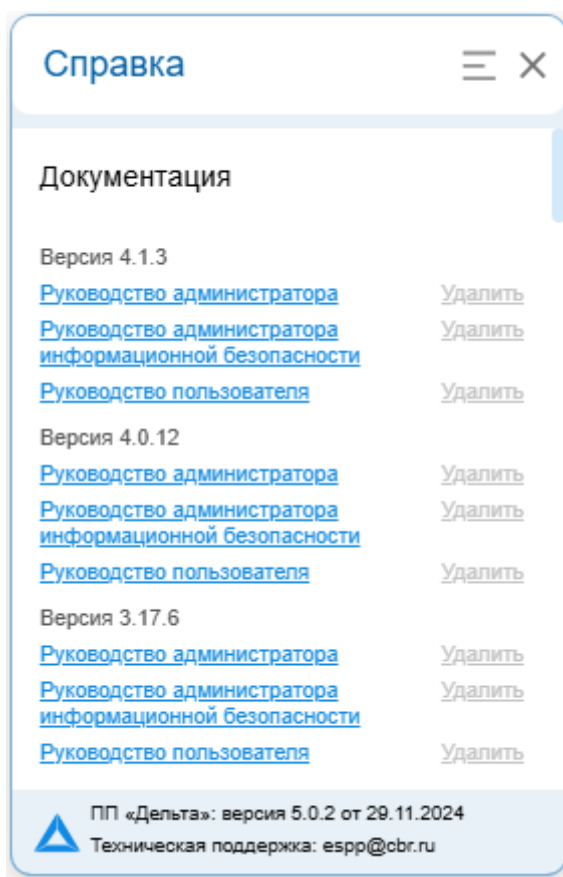 Справка
Документация
Версия 4.1.3
Руководство администратора Удалить
Руководство администратора Удалить
информационной безопасности
Руководство пользователя Удалить
Версия 4.0.12
Руководство администратора Удалить
Руководство администратора Удалить
информационной безопасности
Руководство пользователя Удалить
Версия 3.17.6
Руководство администратора Удалить
Руководство администратора Удалить
информационной безопасности
Руководство пользователя Удалить
ПП «Дельта»: версия 5.0.2 от 29.11.2024
Техническая поддержка: espp@cbr.ru